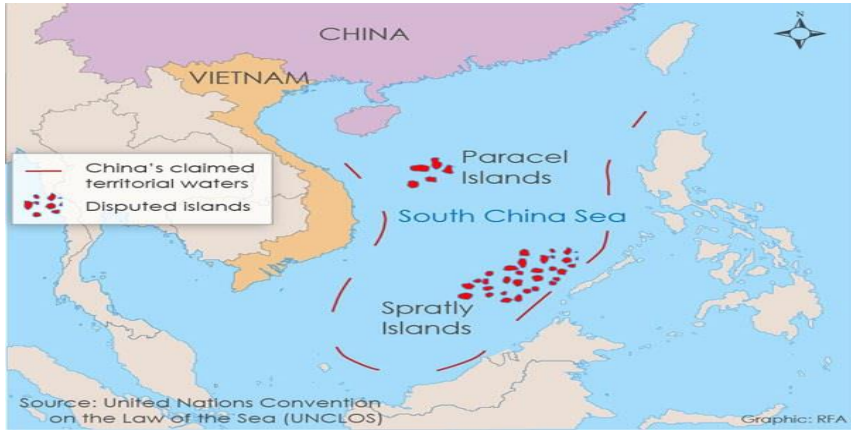 CHINA
N
VIETNAM
China's claimed
territorial waters
Disputed islands
Paracel
Islands
South China Sea
Spratly
Islands
Source: United Nations Convention
on the Law of the Sea (UNCLOS)
Graphic: RFA